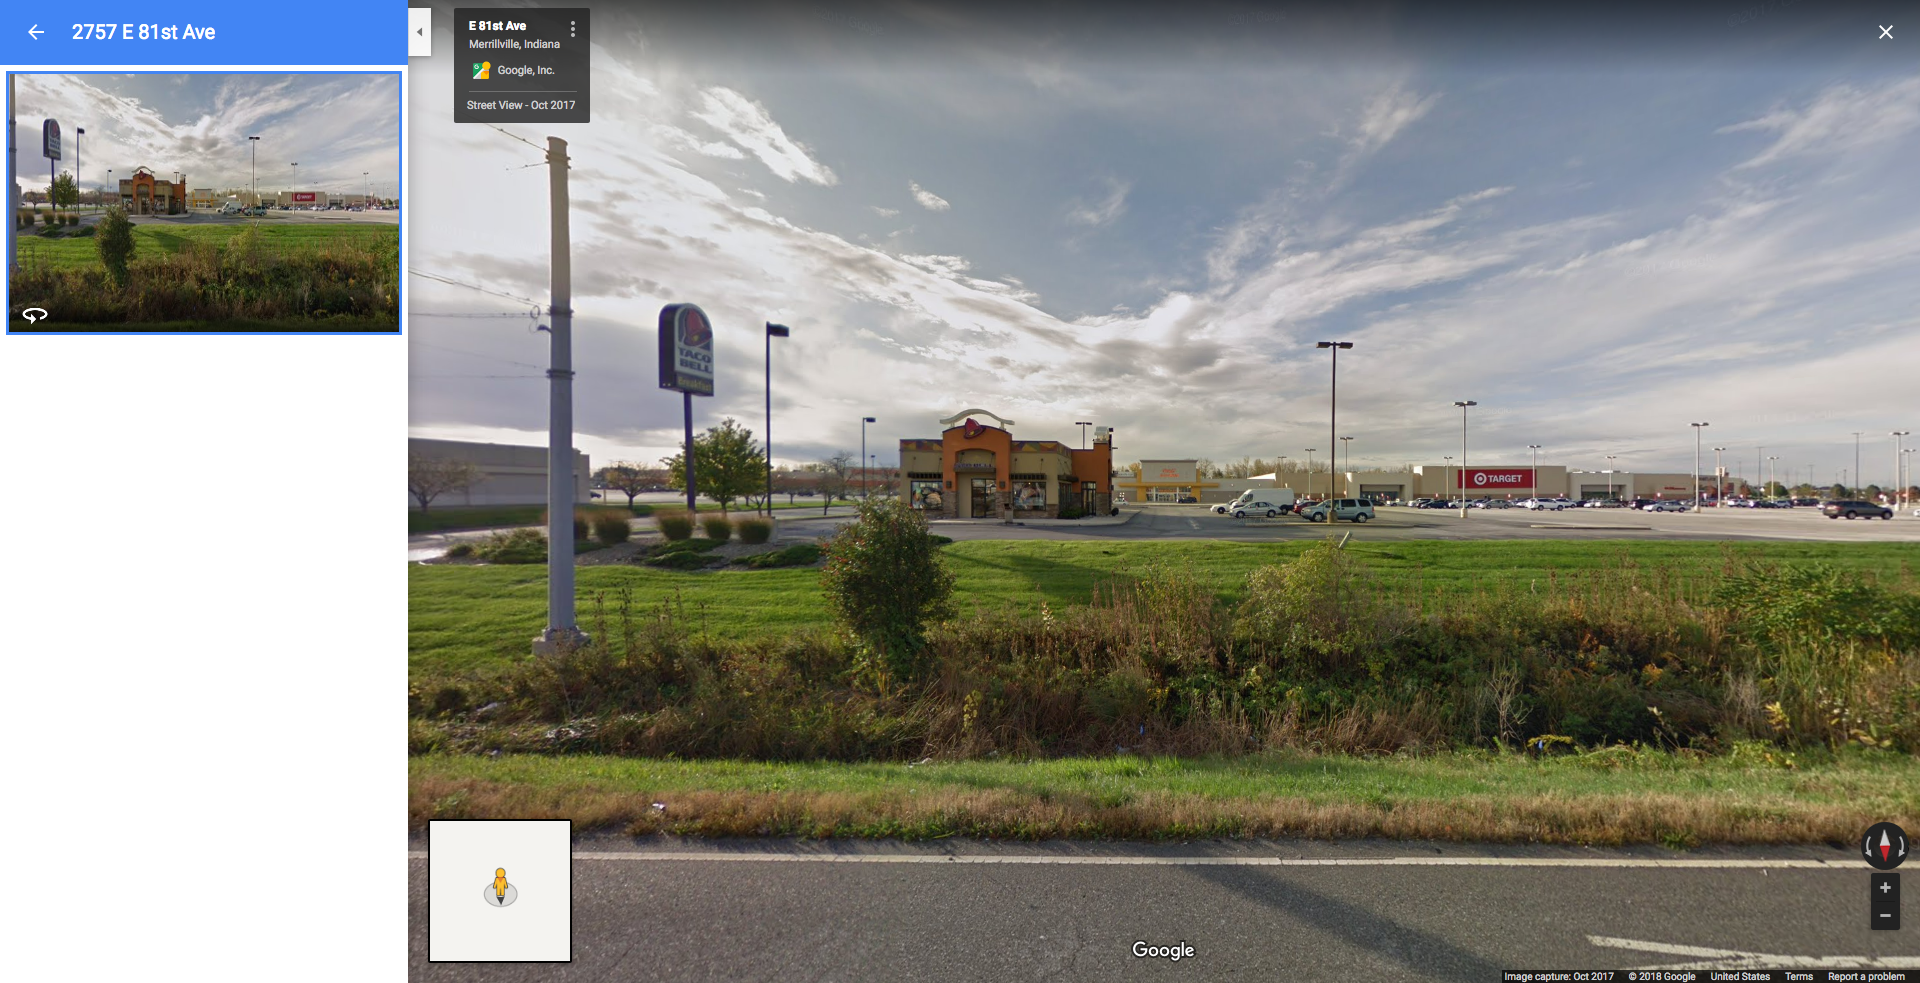 2757 E 81st Ave
E 81st Ave
Merrillville, Indiana
Google, Inc.
Street View - Oct 2017
TACO
BELL
Breakfast
TARGET
Google
Image capture: Oct 2017 © 2018 Google United States Terms Report a problem